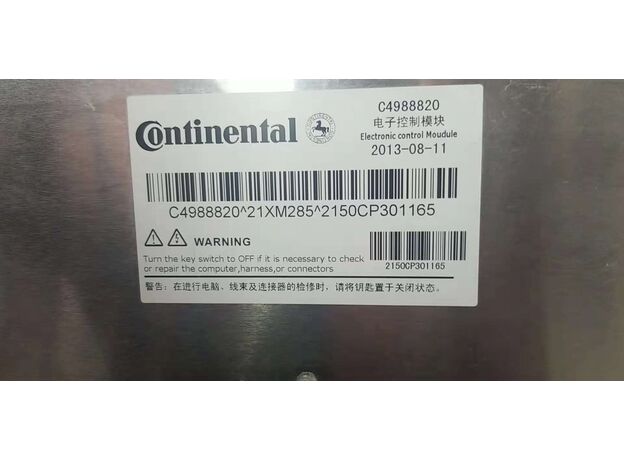 Continental
CONTINENTAL
C4988820
电子控制模块
Electronic control Moudule
2013-08-11
C4988820^21XM285^2150CP301165
WARNING
Turn the key switch to OFF if it is necessary to check
or repair the computer,harness,or connectors
2150CP301165
警告: 在进行电脑、线束及连接器的检修时, 请将钥匙置于关闭状态。